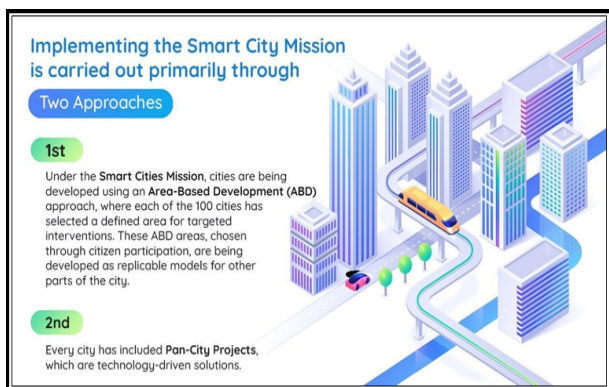 Implementing the Smart City Mission
is carried out primarily through
Two Approaches
1st
Under the Smart Cities Mission, cities are being
developed using an Area-Based Development (ABD)
approach, where each of the 100 cities has
selected a defined area for targeted
interventions. These ABD areas, chosen
through citizen participation, are being
developed as replicable models for other
parts of the city.
2nd
Every city has included Pan-City Projects,
which are technology-driven solutions.